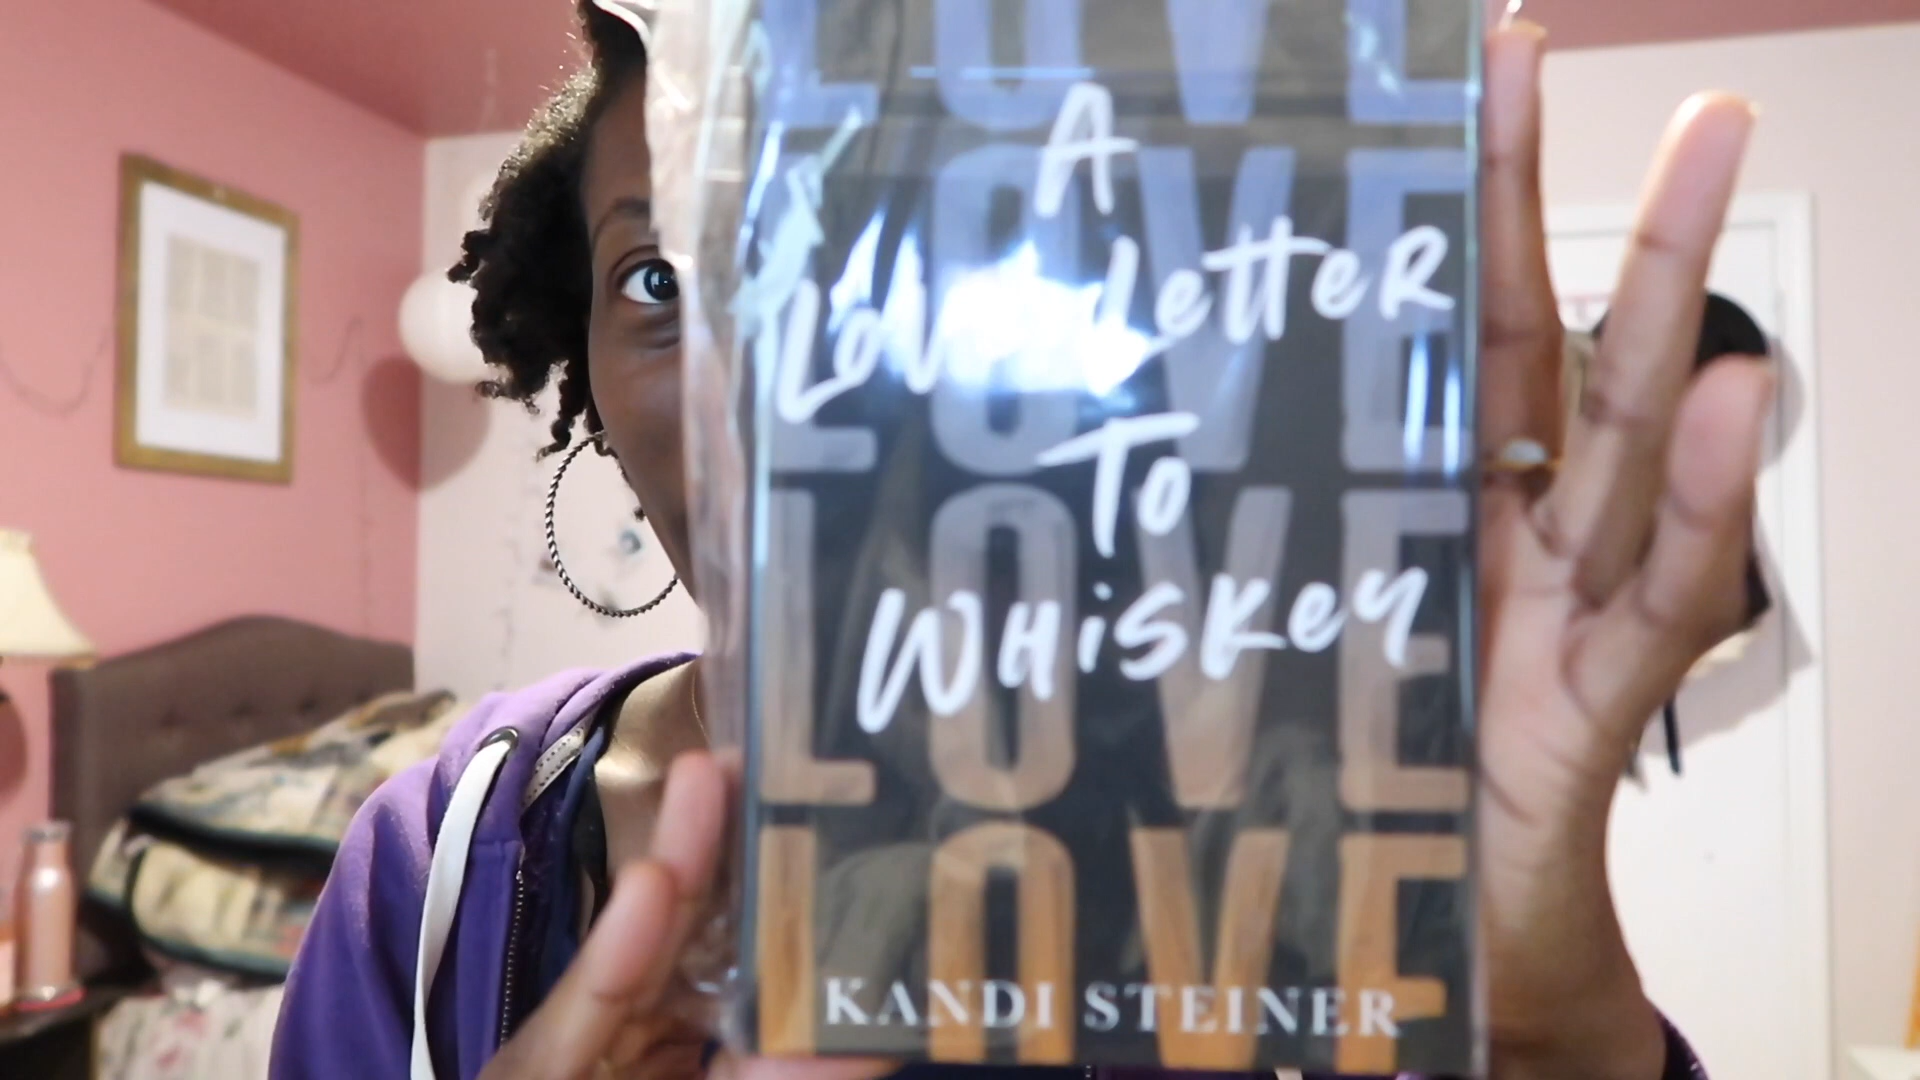 LOVE
A
LOVE
Love Letter
To
LOVE
Whiskey
LOVE
KANDI STEINER